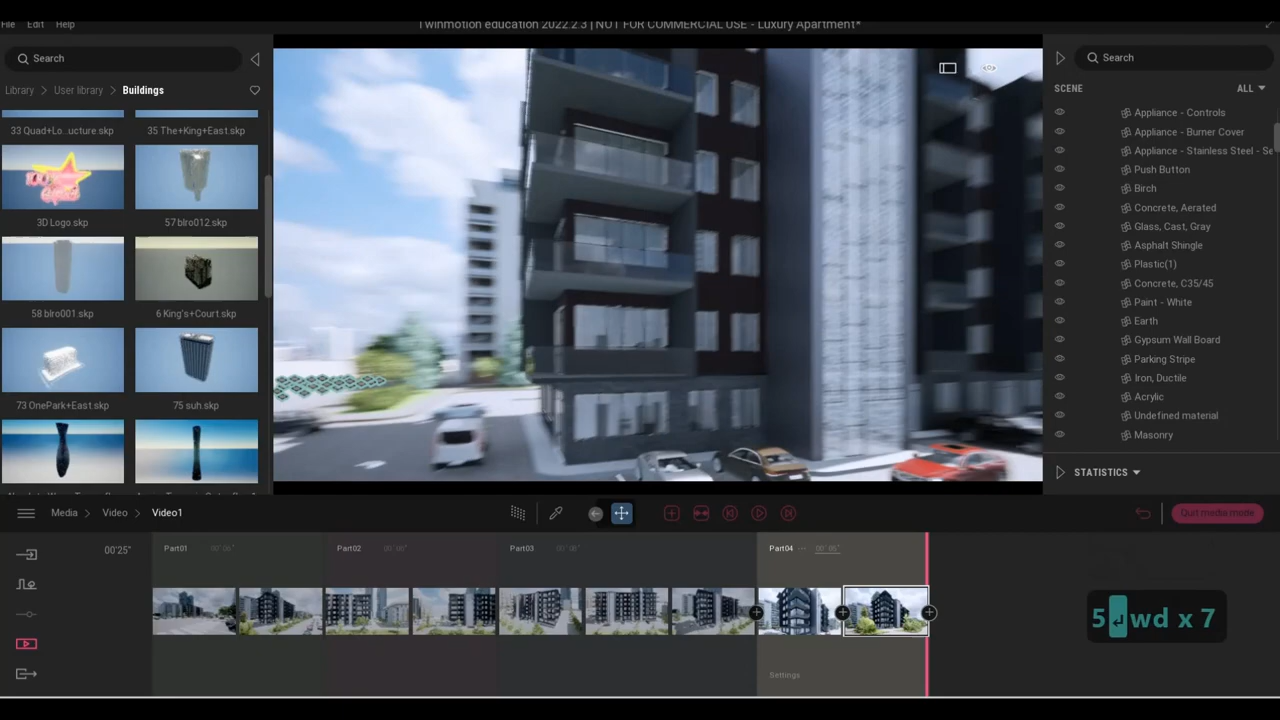 Twinmotion education 2022.2.3 | NOT FOR COMMERCIAL USE - Luxury Apartment*
File Edit Help
Search
Library > User library > Buildings
33 Quad+Lo...ucture.skp
35 The+King+East.skp
3D Logo.skp
57 blro012.skp
58 blro001.skp
6 King's+Court.skp
73 OnePark+East.skp
75 suh.skp
Search
SCENE
ALL
Appliance - Controls
Appliance - Burner Cover
Appliance - Stainless Steel - Se
Push Button
Birch
Concrete, Aerated
Glass, Cast, Gray
Asphalt Shingle
Plastic(1)
Concrete, C35/45
Paint - White
Earth
Gypsum Wall Board
Parking Stripe
Iron, Ductile
Acrylic
Undefined material
Masonry
STATISTICS
Media > Video > Video1
Quit media mode
00'25"
Part01
Part02
Part03
Part04 ... 00'05"
Settings
5↵wd x 7